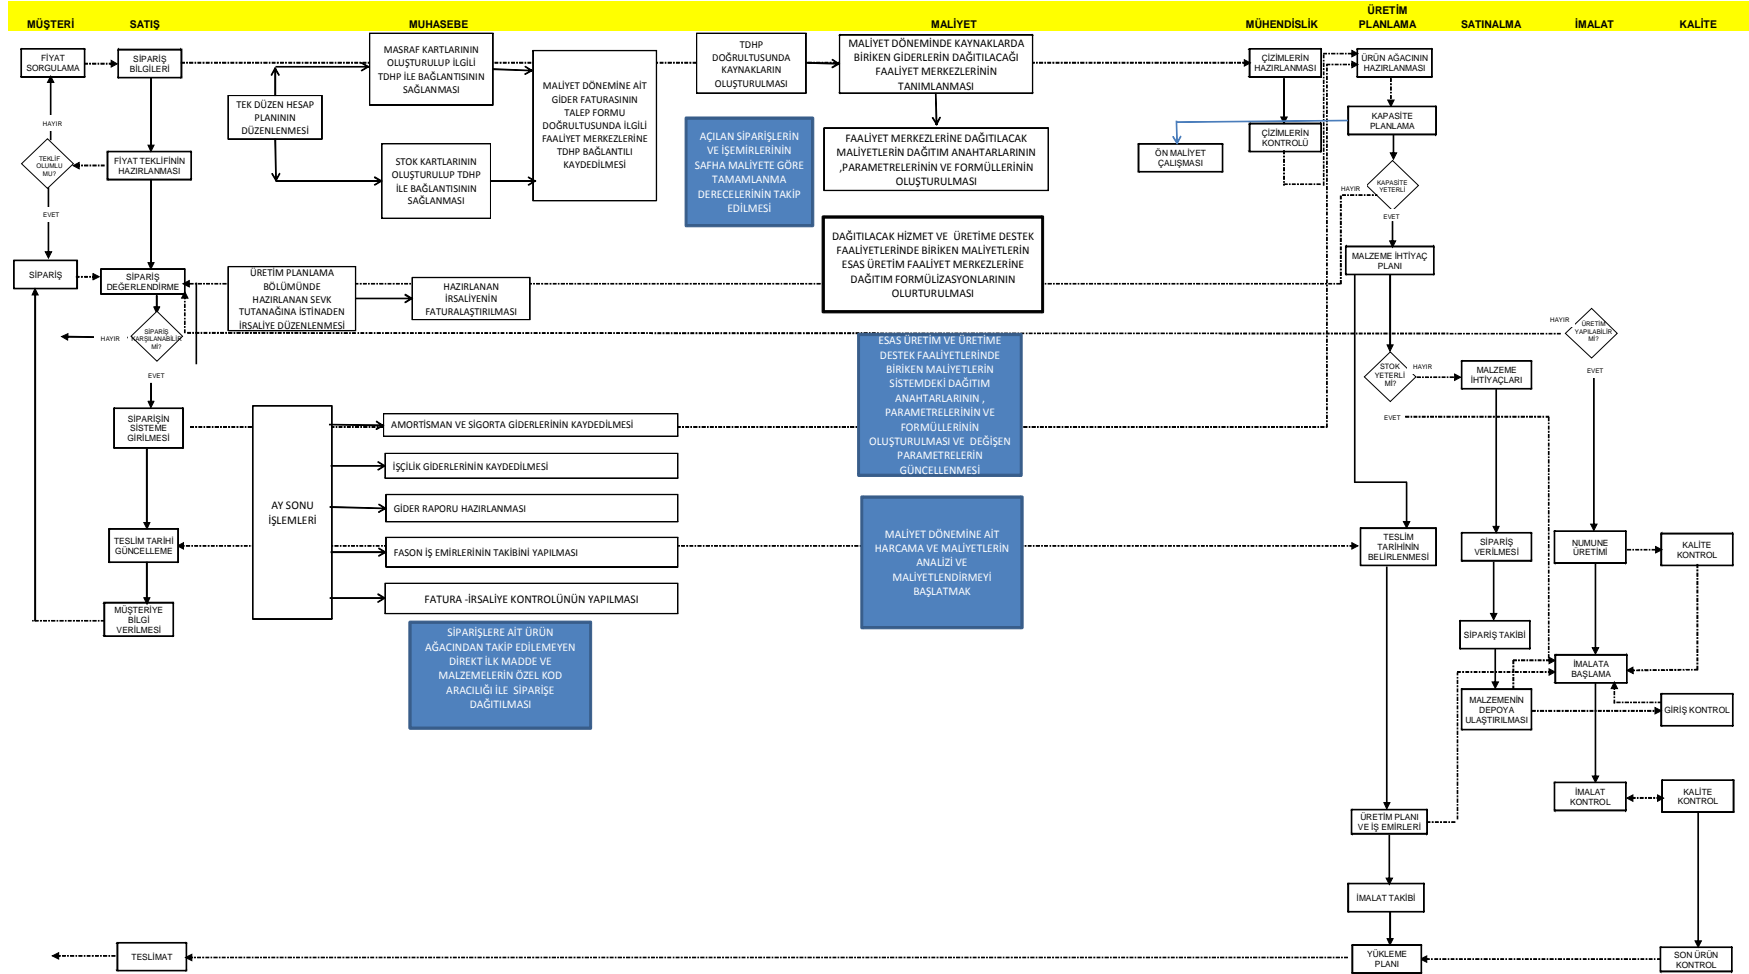 MÜŞTERİ
SATIŞ
MUHASEBE
MALİYET
MÜHENDİSLİK
ÜRETİM
PLANLAMA
SATINALMA
İMALAT
KALİTE
FİYAT
SORGULAMA
HAYIR
TEKLİF
OLUMLU
MU?
EVET
SİPARİŞ
SİPARİŞ
BİLGİLERİ
FİYAT TEKLİFİNİN
HAZIRLANMASI
SİPARİŞ
DEĞERLENDİRME
SİPARİŞ
KARŞILANABİLİR
Mİ?
HAYIR
EVET
SİPARİŞİN
SİSTEME
GİRİLMESİ
TESLİM TARİHİ
GÜNCELLEME
MÜŞTERİYE
BİLGİ
VERİLMESİ
TESLİMAT
TEK DÜZEN HESAP
PLANININ
DÜZENLENMESİ
MASRAF KARTLARININ
OLUŞTURULUP İLGİLİ
TDHP İLE BAĞLANTISININ
SAĞLANMASI
STOK KARTLARININ
OLUŞTURULUP TDHP
İLE BAĞLANTISININ
SAĞLANMASI
MALİYET DÖNEMİNE AİT
GİDER FATURASININ
TALEP FORMU
DOĞRULTUSUNDA İLGİLİ
FAALİYET MERKEZLERİNE
TDHP BAĞLANTILI
KAYDEDİLMESİ
ÜRETİM PLANLAMA
BÖLÜMÜNDE
HAZIRLANAN SEVK
TUTANAĞINA İSTİNADEN
İRSALİYE DÜZENLENMESİ
HAZIRLANAN
İRSALİYENİN
FATURALAŞTIRILMASI
AY SONU
İŞLEMLERİ
AMORTİSMAN VE SİGORTA GİDERLERİNİN KAYDEDİLMESİ
İŞÇİLİK GİDERLERİNİN KAYDEDİLMESİ
GİDER RAPORU HAZIRLANMASI
FASON İŞ EMİRLERİNİN TAKİBİNİ YAPILMASI
FATURA -İRSALİYE KONTROLÜNÜN YAPILMASI
SİPARİŞLERE AİT ÜRÜN
AĞACINDAN TAKİP EDİLEMEYEN
DİREKT İLK MADDE VE
MALZEMELERİN ÖZEL KOD
ARACILIĞI İLE  SİPARİŞE
DAĞITILMASI
TDHP
DOĞRULTUSUNDA
KAYNAKLARIN
OLUŞTURULMASI
MALİYET DÖNEMİNDE KAYNAKLARDA
BİRİKEN GİDERLERİN DAĞITILACAĞI
FAALİYET MERKEZLERİNİN
TANIMLANMASI
AÇILAN SİPARİŞLERİN
VE İŞEMİRLERİNİN
SAFHA MALİYETE GÖRE
TAMAMLANMA
DERECELERİNİN TAKİP
EDİLMESİ
FAALİYET MERKEZLERİNE DAĞITILACAK
MALİYETLERİN DAĞITIM ANAHTARLARININ
,PARAMETRELERİNİN VE FORMÜLLERİNİN
OLUŞTURULMASI
DAĞITILACAK HİZMET VE  ÜRETİME DESTEK
FAALİYETLERİNDE BİRİKEN MALİYETLERİN
ESAS ÜRETİM FAALİYET MERKEZLERİNE
DAĞITIM FORMÜLİZASYONLARININ
OLURTURULMASI
ESAS ÜRETİM VE ÜRETİME
DESTEK FAALİYETLERİNDE
BİRİKEN MALİYETLERİN
SİSTEMDEKİ DAĞITIM
ANAHTARLARININ ,
PARAMETRELERİNİN VE
FORMÜLLERİNİN
OLUŞTURULMASI VE  DEĞİŞEN
PARAMETRELERİN
GÜNCELLENMESİ
MALİYET DÖNEMİNE AİT
HARCAMA VE MALİYETLERİN
ANALİZİ VE
MALİYETLENDİRMEYİ
BAŞLATMAK
ÖN MALİYET
ÇALIŞMASI
ÇİZİMLERİN
HAZIRLANMASI
ÇİZİMLERİN
KONTROLÜ
ÜRÜN AĞACININ
HAZIRLANMASI
KAPASİTE
PLANLAMA
KAPASİTE
YETERLİ
HAYIR
EVET
MALZEME İHTİYAÇ
PLANI
STOK
YETERLİ
Mİ?
HAYIR
EVET
TESLİM
TARİHİNİN
BELİRLENMESİ
ÜRETİM PLANI
VE İŞ EMİRLERİ
İMALAT TAKİBİ
YÜKLEME
PLANI
MALZEME
İHTİYAÇLARI
SİPARİŞ
VERİLMESİ
SİPARİŞ TAKİBİ
MALZEMENİN
DEPOYA
ULAŞTIRILMASI
HAYIR
ÜRETİM
YAPILABİLİR
Mİ?
EVET
NUMUNE
ÜRETİMİ
İMALATA
BAŞLAMA
İMALAT
KONTROL
KALİTE
KONTROL
GİRİŞ KONTROL
KALİTE
KONTROL
SON ÜRÜN
KONTROL